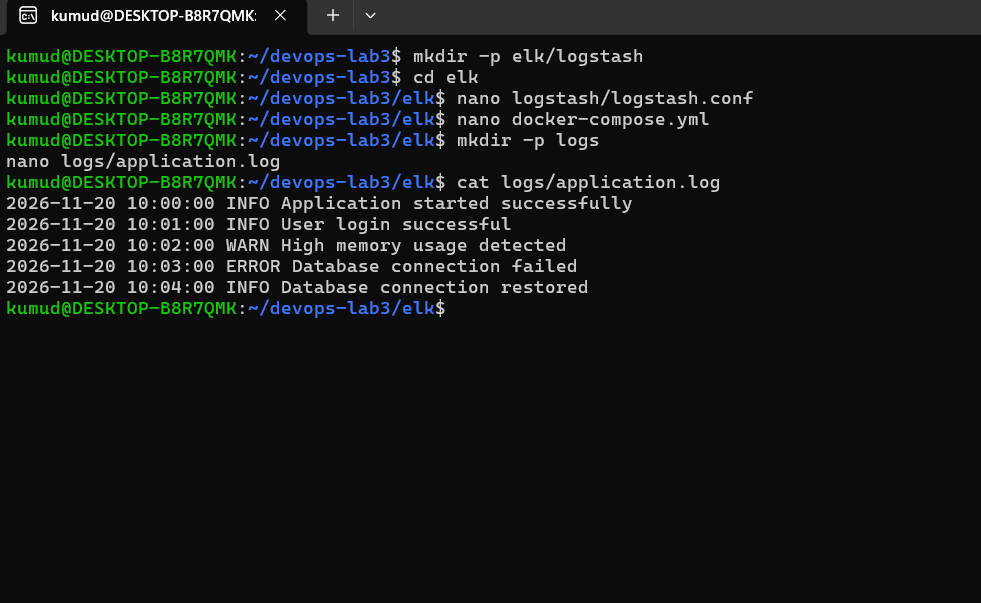 kumud@DESKTOP-B8R7QMK:
kumud@DESKTOP-B8R7QMK:~/devops-lab3$ mkdir -p elk/logstash
kumud@DESKTOP-B8R7QMK:~/devops-lab3$ cd elk
kumud@DESKTOP-B8R7QMK:~/devops-lab3/elk$ nano logstash/logstash.conf
kumud@DESKTOP-B8R7QMK:~/devops-lab3/elk$ nano docker-compose.yml
kumud@DESKTOP-B8R7QMK:~/devops-lab3/elk$ mkdir -p logs
nano logs/application.log
kumud@DESKTOP-B8R7QMK:~/devops-lab3/elk$ cat logs/application.log
2026-11-20 10:00:00 INFO Application started successfully
2026-11-20 10:01:00 INFO User login successful
2026-11-20 10:02:00 WARN High memory usage detected
2026-11-20 10:03:00 ERROR Database connection failed
2026-11-20 10:04:00 INFO Database connection restored
kumud@DESKTOP-B8R7QMK:~/devops-lab3/elk$